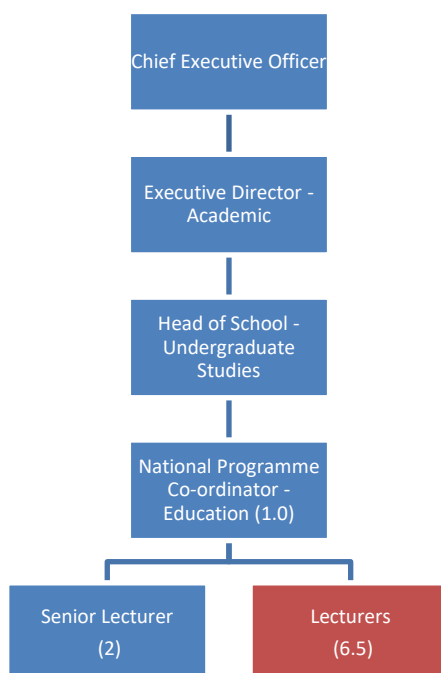 Chief Executive Officer
Executive Director -
Academic
Head of School -
Undergraduate
Studies
National Programme
Co-ordinator -
Education (1.0)
Senior Lecturer
(2)
Lecturers
(6.5)